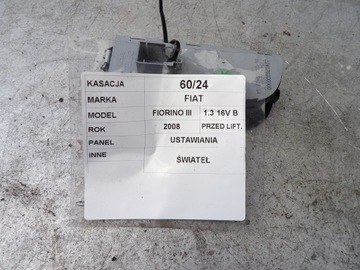 KASACJA 60/24
MARKA FIAT
MODEL FIORINO III 1.3 16V B
ROK 2008 PRZED LIFT.
PANEL USTAWIANIA
INNE ŚWIATEŁ